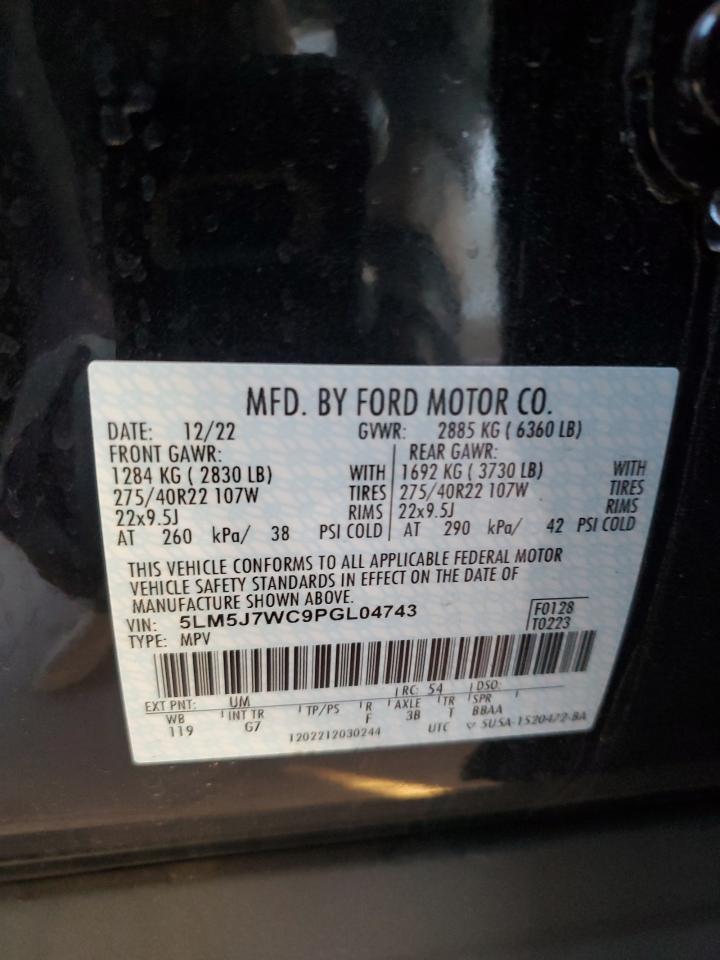 MFD. BY FORD MOTOR CO.
DATE: 12/22 GVWR: 2885 KG ( 6360 LB)
FRONT GAWR: REAR GAWR:
1284 KG ( 2830 LB) WITH 1692 KG ( 3730 LB) WITH
275/40R22 107W TIRES 275/40R22 107W TIRES
22x9.5J RIMS 22x9.5J RIMS
AT 260 kPa/ 38 PSI COLD AT 290 kPa/ 42 PSI COLD
THIS VEHICLE CONFORMS TO ALL APPLICABLE FEDERAL MOTOR
VEHICLE SAFETY STANDARDS IN EFFECT ON THE DATE OF
MANUFACTURE SHOWN ABOVE.
VIN: 5LM5J7WC9PGL04743 F0128
TYPE: MPV T0223
EXT PNT: UM RC: 54 DSO:
WB INT TR TP/PS R AXLE TR SPR
119 G7 F 3B T BBAA
1202212030244 UTC SUSA-1520472-BA